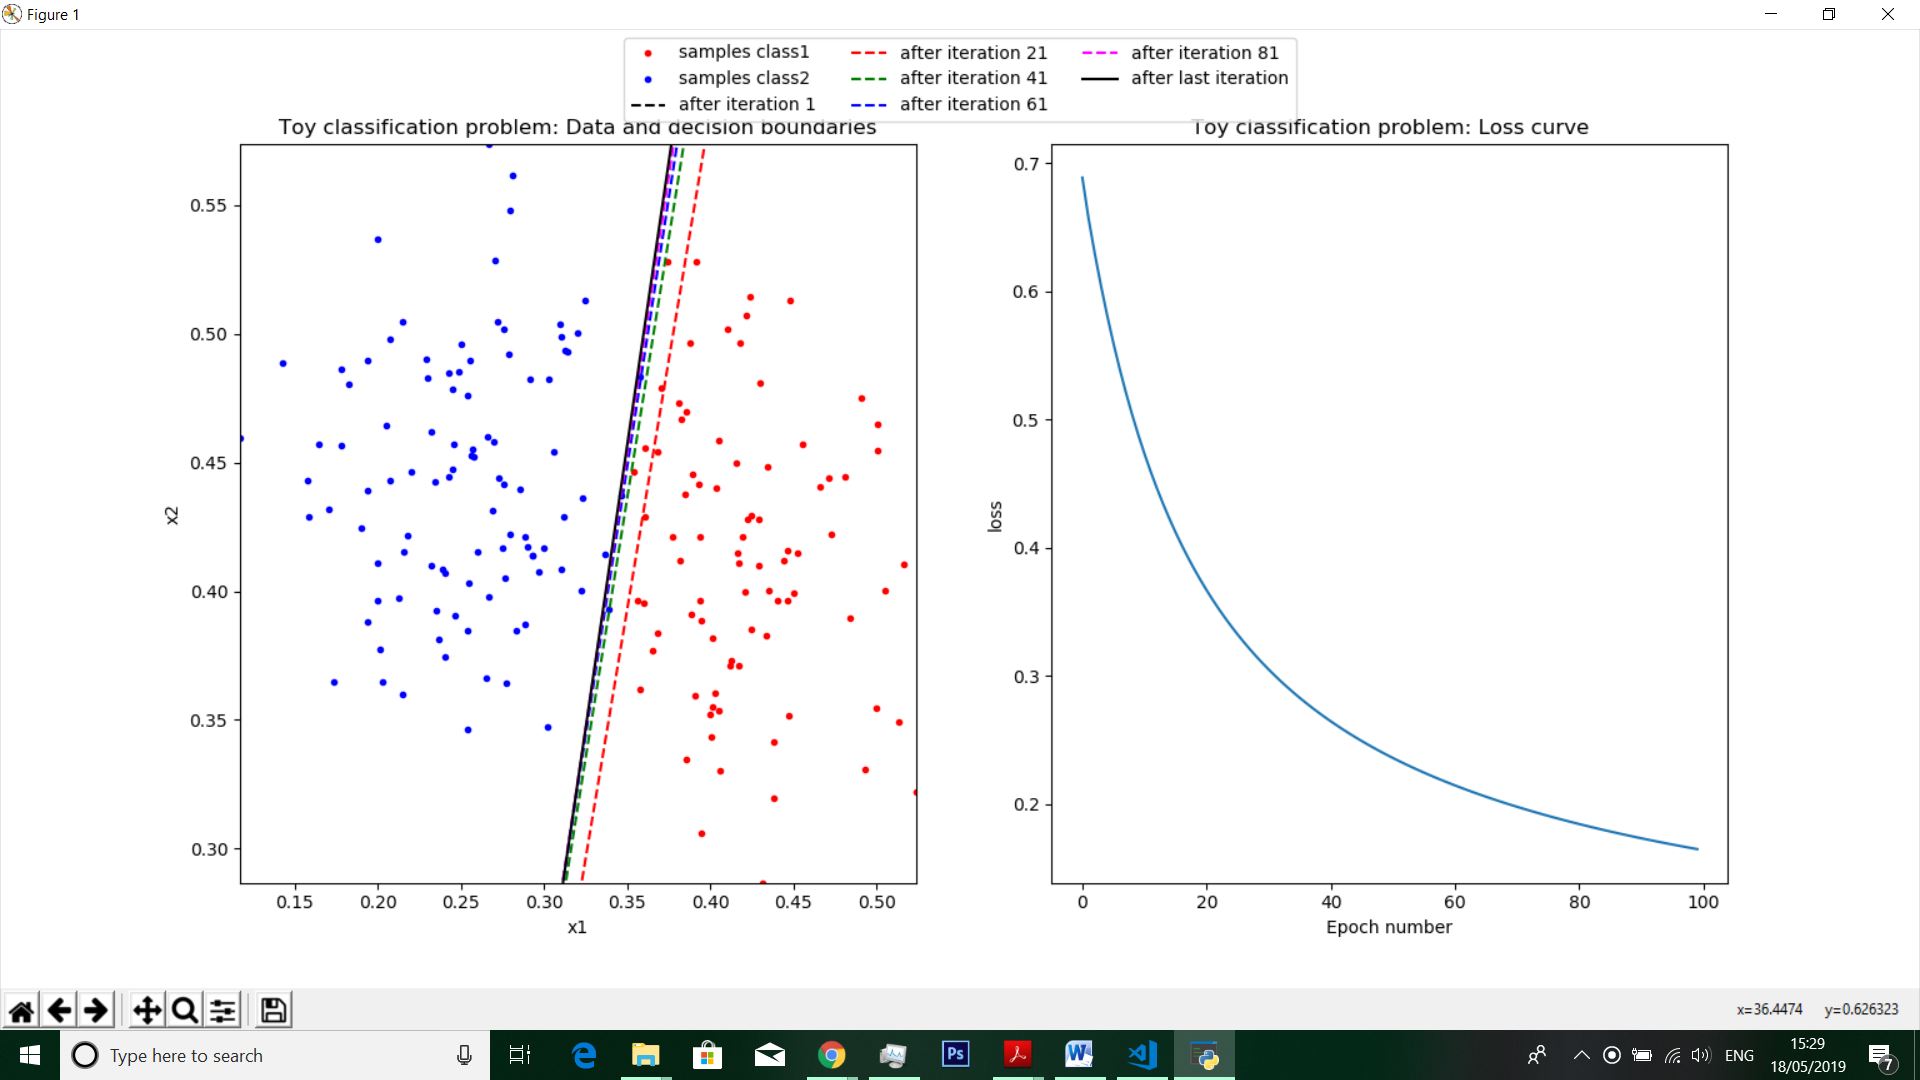 Figure 1
samples class1
samples class2
after iteration 1
after iteration 21
after iteration 41
after iteration 61
after iteration 81
after last iteration
Toy classification problem: Data and decision boundaries
0.55
0.50
0.45
0.40
0.35
0.30
x2
0.15 0.20 0.25 0.30 0.35 0.40 0.45 0.50
x1
Toy classification problem: Loss curve
0.7
0.6
0.5
0.4
0.3
0.2
loss
0 20 40 60 80 100
Epoch number
x=36.4474 y=0.626323
Type here to search
Ps
ENG
15:29
18/05/2019
7